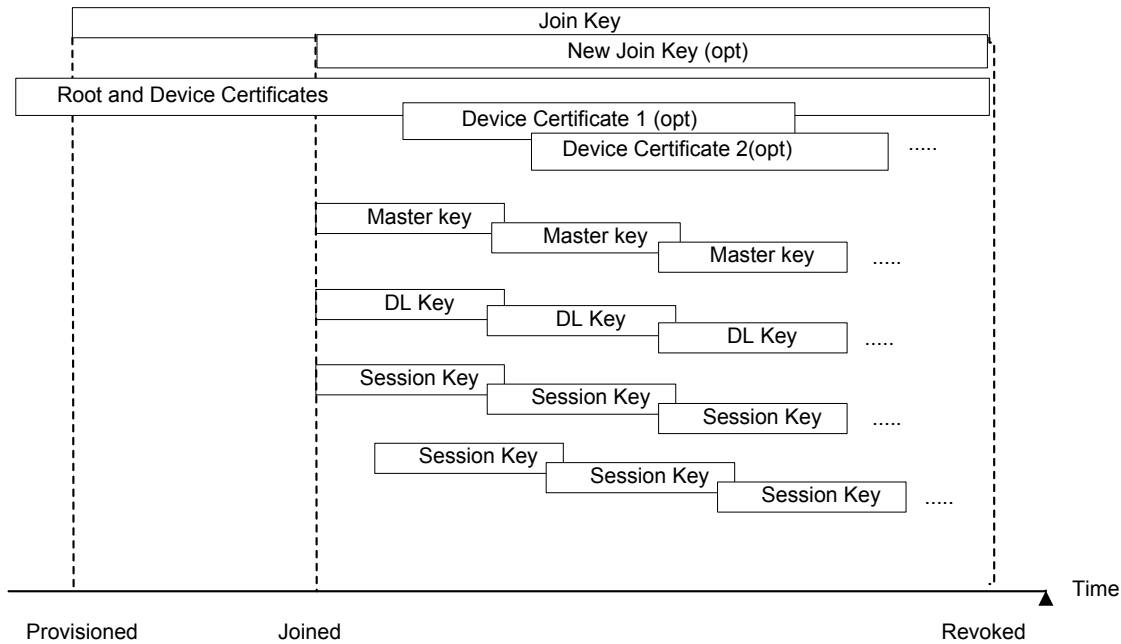 Join Key
New Join Key (opt)
Root and Device Certificates
Device Certificate 1 (opt)
Device Certificate 2(opt)
.....
Master key
Master key
Master key
.....
DL Key
DL Key
DL Key
.....
Session Key
Session Key
Session Key
.....
Session Key
Session Key
Session Key
.....
Time
Provisioned
Joined
Revoked